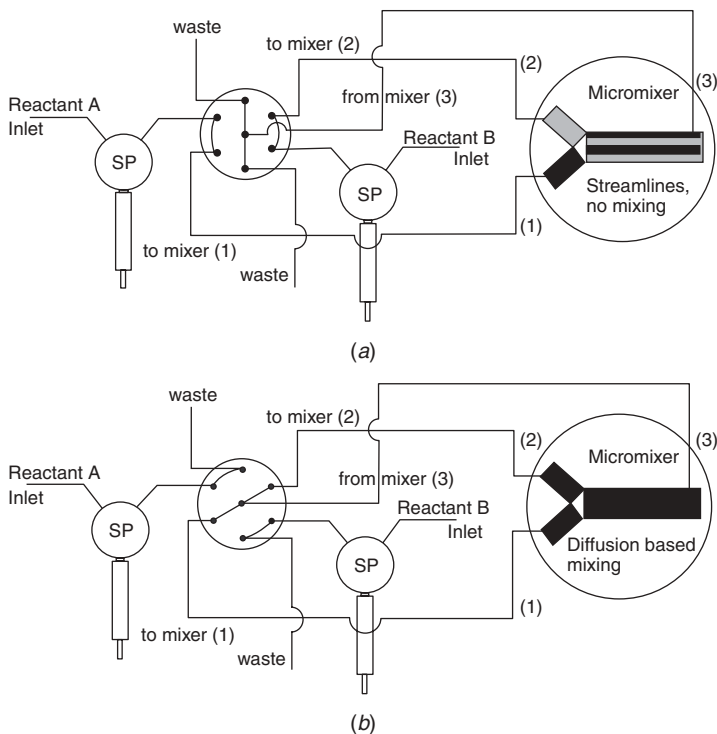 waste
to mixer (2)
(2)
(3)
Reactant A
Inlet
from mixer (3)
Micromixer
SP
Reactant B
Inlet
SP
Streamlines,
no mixing
(1)
to mixer (1)
waste
(a)
waste
to mixer (2)
(2)
(3)
Reactant A
Inlet
from mixer (3)
Micromixer
Reactant B
Inlet
SP
SP
Diffusion based
mixing
(1)
to mixer (1)
waste
(b)